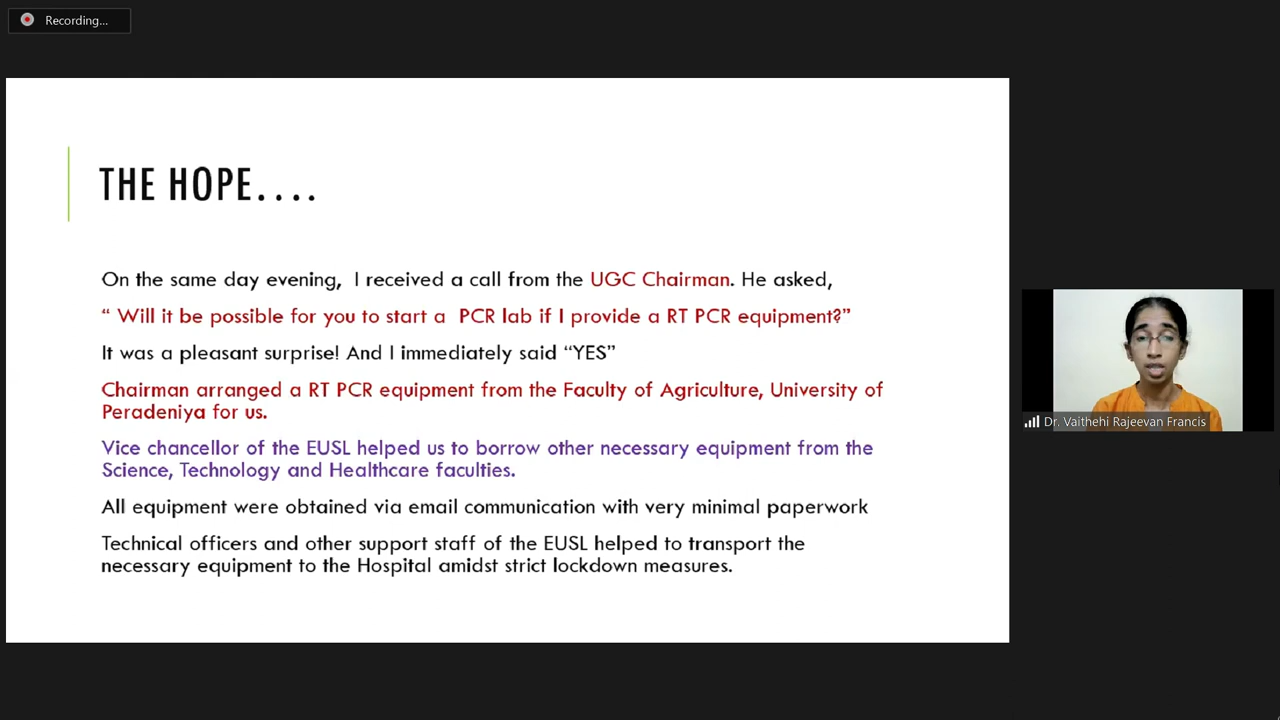 Recording...
THE HOPE....
On the same day evening, I received a call from the UGC Chairman. He asked,
“ Will it be possible for you to start a PCR lab if I provide a RT PCR equipment?”
It was a pleasant surprise! And I immediately said “YES”
Chairman arranged a RT PCR equipment from the Faculty of Agriculture, University of
Peradeniya for us.
Vice chancellor of the EUSL helped us to borrow other necessary equipment from the
Science, Technology and Healthcare faculties.
All equipment were obtained via email communication with very minimal paperwork
Technical officers and other support staff of the EUSL helped to transport the
necessary equipment to the Hospital amidst strict lockdown measures.
Dr. Vaithehi Rajeevan Francis